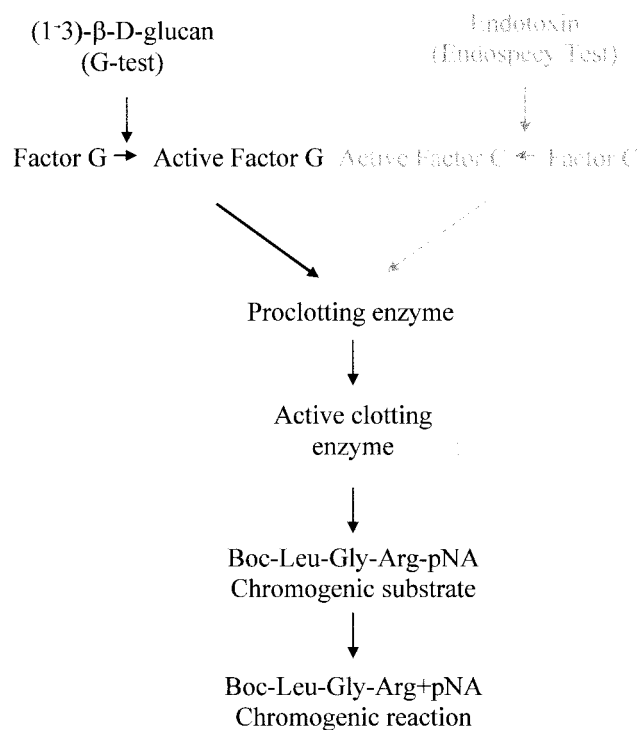 (1→3)-β-D-glucan
(G-test)
Endotoxin
(Endospecy Test)
Factor G → Active Factor G
Active Factor C ← Factor C
Proclotting enzyme
Active clotting
enzyme
Boc-Leu-Gly-Arg-pNA
Chromogenic substrate
Boc-Leu-Gly-Arg+pNA
Chromogenic reaction